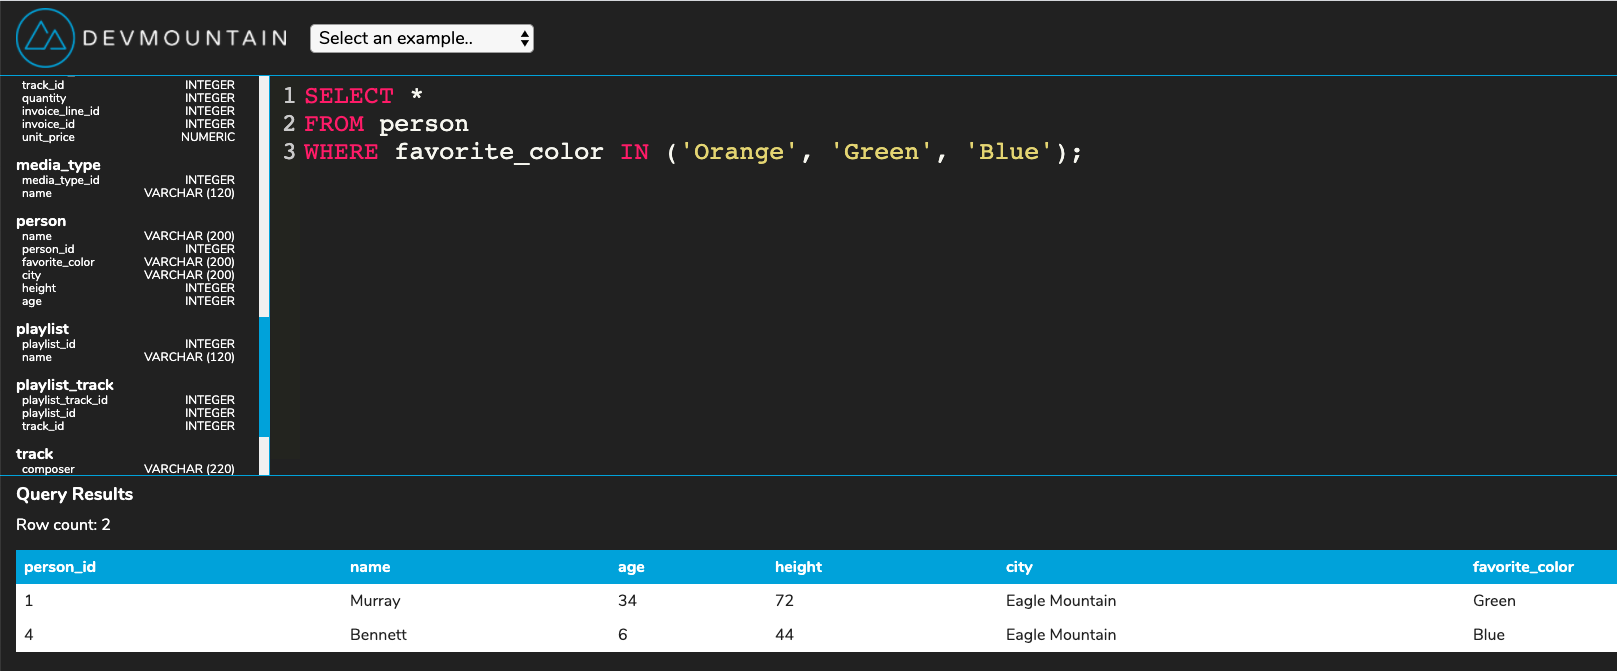 DEVMOUNTAIN
Select an example..
track_id INTEGER
quantity INTEGER
invoice_line_id INTEGER
invoice_id INTEGER
unit_price NUMERIC
media_type
media_type_id INTEGER
name VARCHAR (120)
person
name VARCHAR (200)
person_id INTEGER
favorite_color VARCHAR (200)
city VARCHAR (200)
height INTEGER
age INTEGER
playlist
playlist_id INTEGER
name VARCHAR (120)
playlist_track
playlist_track_id INTEGER
playlist_id INTEGER
track_id INTEGER
track
composer VARCHAR (220)
1 SELECT *
2 FROM person
3 WHERE favorite_color IN ('Orange', 'Green', 'Blue');
Query Results
Row count: 2
person_id name age height city favorite_color
1 Murray 34 72 Eagle Mountain Green
4 Bennett 6 44 Eagle Mountain Blue